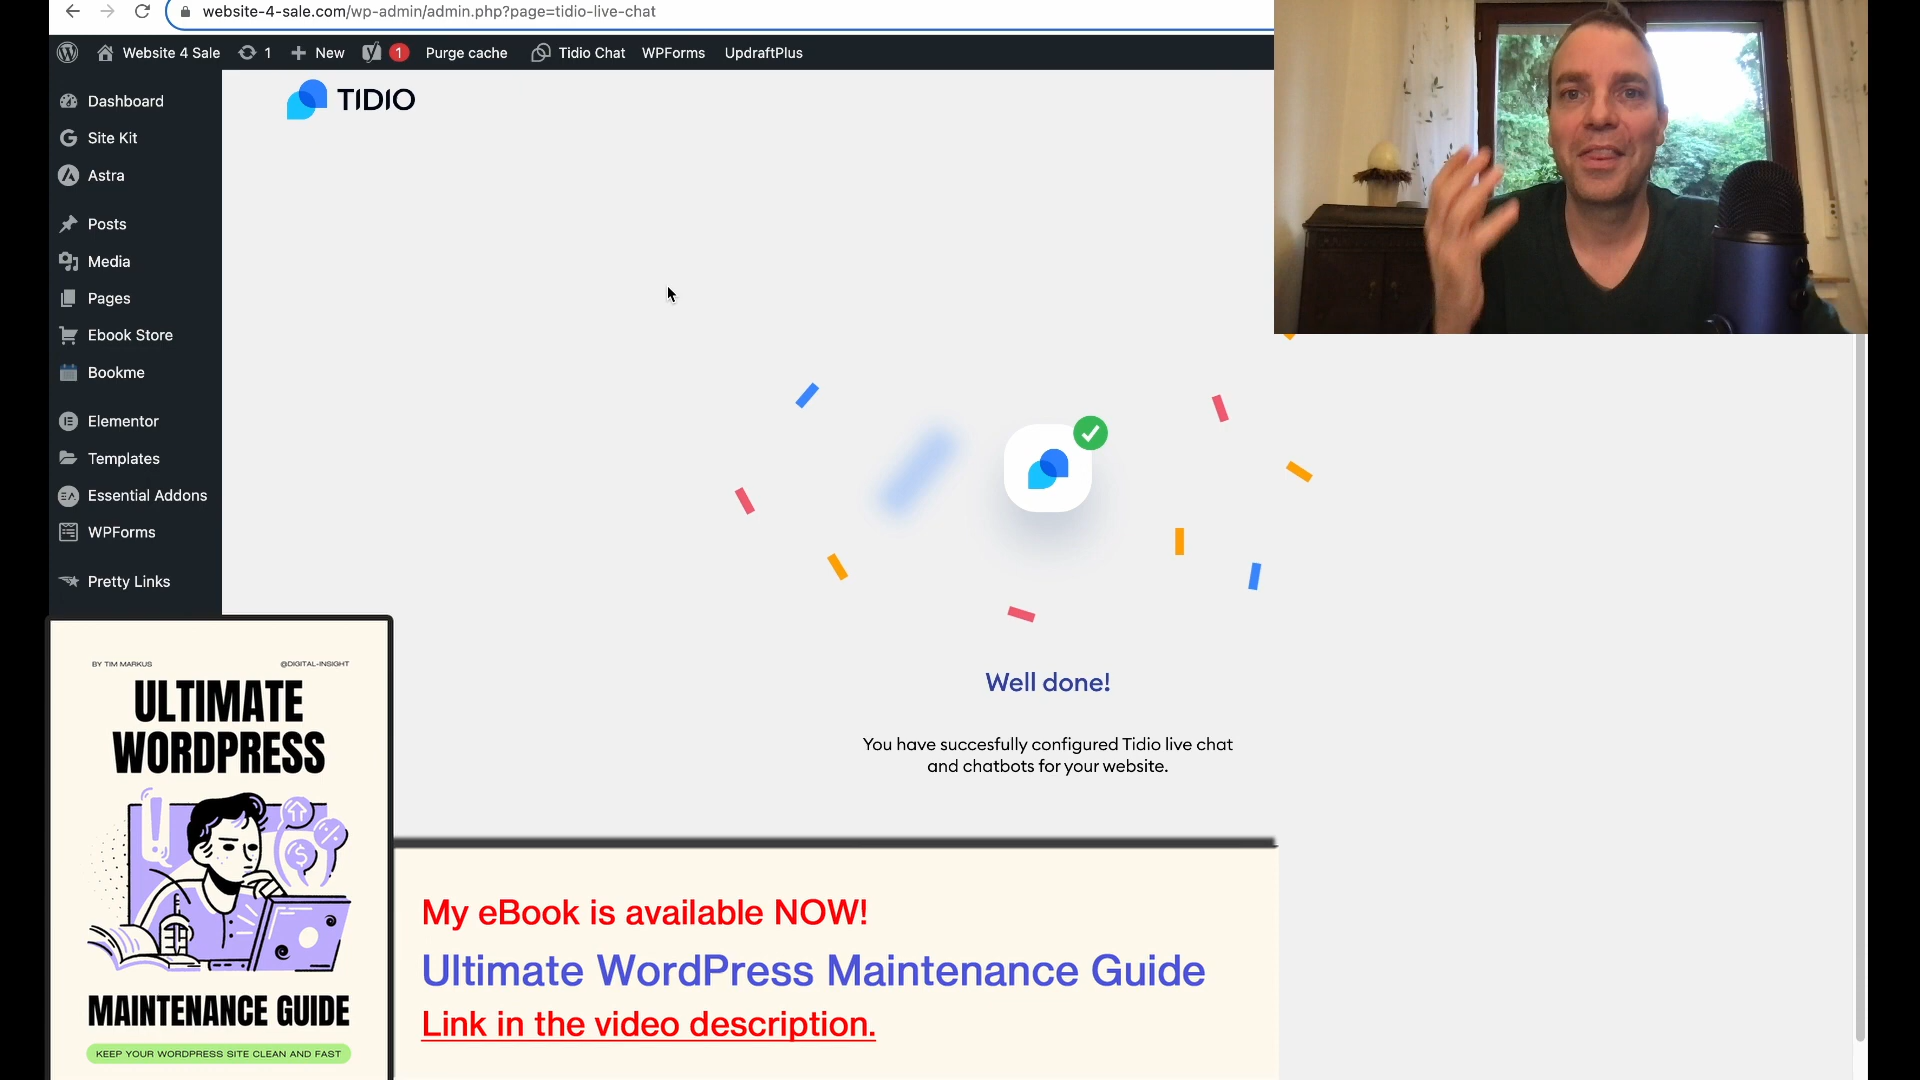 website-4-sale.com/wp-admin/admin.php?page=tidio-live-chat
Website 4 Sale
1
New
1
Purge cache
Tidio Chat
WPForms
UpdraftPlus
Dashboard
Site Kit
Astra
Posts
Media
Pages
Ebook Store
Bookme
Elementor
Templates
Essential Addons
WPForms
Pretty Links
TIDIO
Well done!
You have succesfully configured Tidio live chat
and chatbots for your website.
BY TIM MARKUS
@DIGITAL-INSIGHT
ULTIMATE
WORDPRESS
MAINTENANCE GUIDE
KEEP YOUR WORDPRESS SITE CLEAN AND FAST
My eBook is available NOW!
Ultimate WordPress Maintenance Guide
Link in the video description.